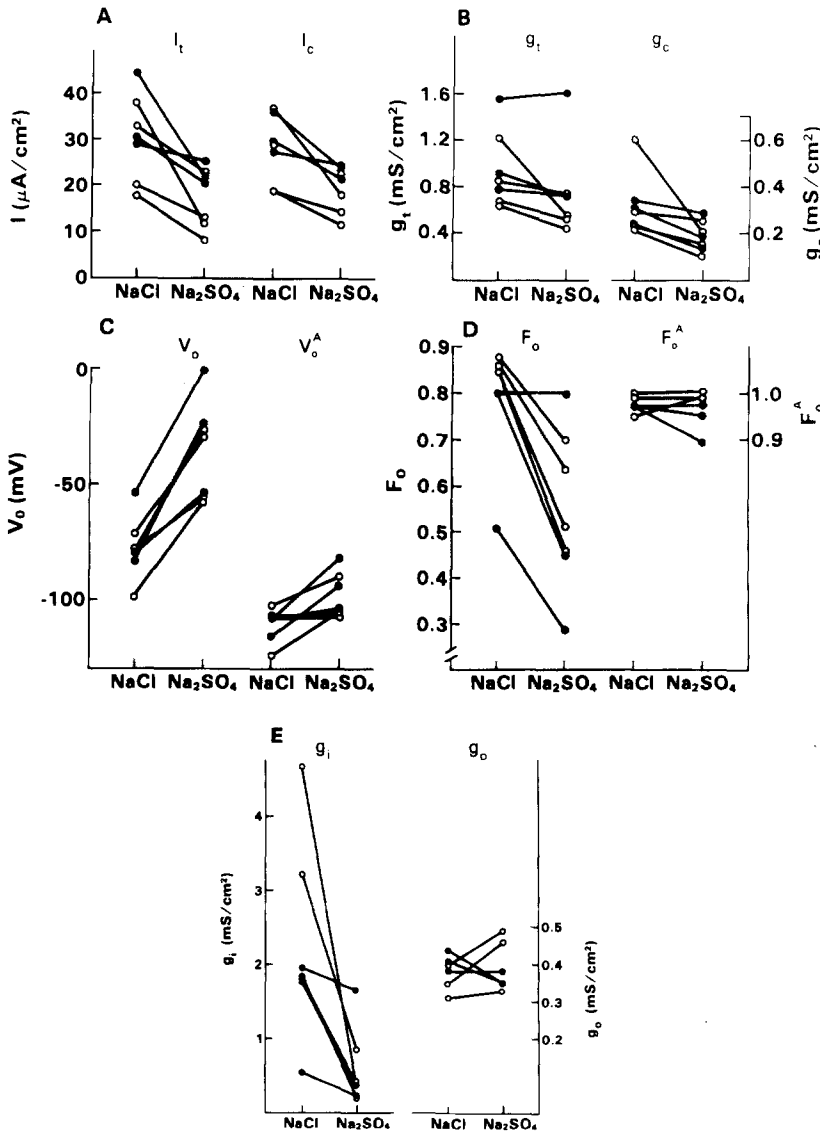 A
I_t
I_c
I (μA/cm²)
40
30
20
10
0
NaCl Na₂SO₄ NaCl Na₂SO₄
B
g_t
g_c
g_t (mS/cm²)
1.6
1.2
0.8
0.4
0.6
0.4
0.2
g_c (mS/cm²)
NaCl Na₂SO₄ NaCl Na₂SO₄
C
V_o
V_o^A
V_o (mV)
0
-50
-100
NaCl Na₂SO₄ NaCl Na₂SO₄
D
F_o
F_o^A
F_o
0.9
0.8
0.7
0.6
0.5
0.4
0.3
1.0
0.9
F_o^A
NaCl Na₂SO₄ NaCl Na₂SO₄
E
g_i
g_o
g_i (mS/cm²)
4
3
2
1
0.5
0.4
0.3
0.2
g_o (mS/cm²)
NaCl Na₂SO₄ NaCl Na₂SO₄